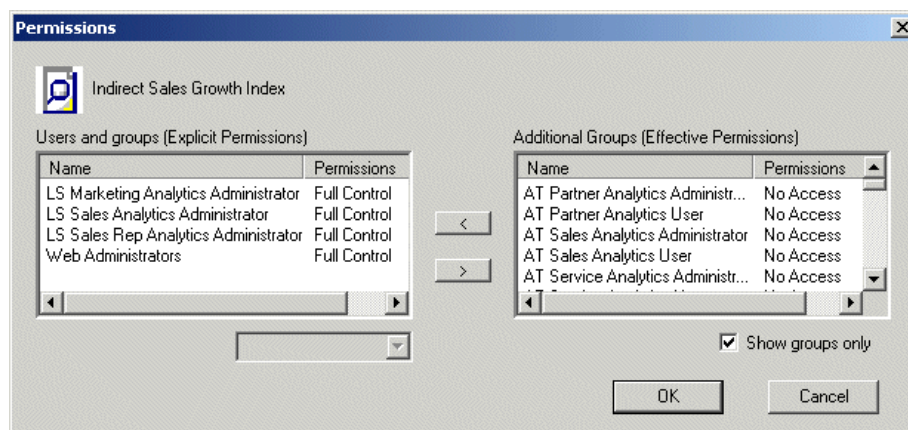 Permissions
Indirect Sales Growth Index
Users and groups (Explicit Permissions)
Name Permissions
LS Marketing Analytics Administrator Full Control
LS Sales Analytics Administrator Full Control
LS Sales Rep Analytics Administrator Full Control
Web Administrators Full Control
<
>
Additional Groups (Effective Permissions)
Name Permissions
AT Partner Analytics Administr... No Access
AT Partner Analytics User No Access
AT Sales Analytics Administrator No Access
AT Sales Analytics User No Access
AT Service Analytics Administr... No Access
Show groups only
OK Cancel